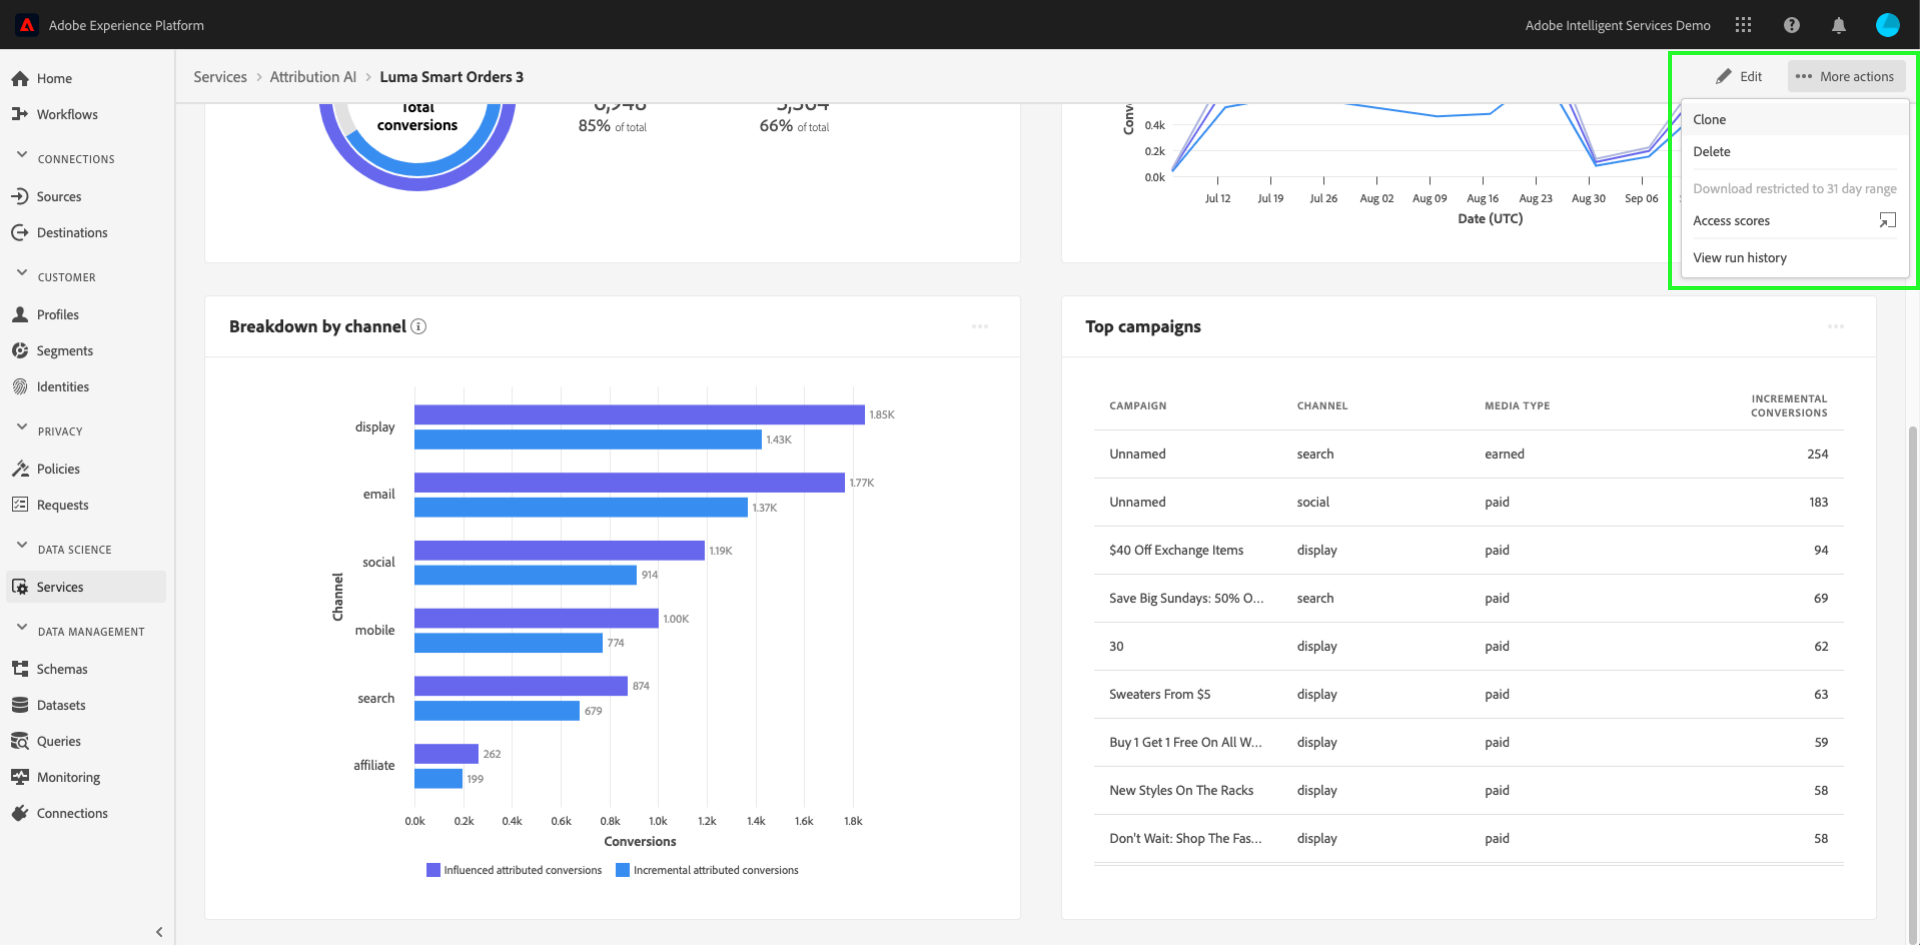 Adobe Experience Platform
Adobe Intelligent Services Demo
Home
Workflows
CONNECTIONS
Sources
Destinations
CUSTOMER
Profiles
Segments
Identities
PRIVACY
Policies
Requests
DATA SCIENCE
Services
DATA MANAGEMENT
Schemas
Datasets
Queries
Monitoring
Connections
Services > Attribution AI > Luma Smart Orders 3
Edit
••• More actions
Clone
Delete
Download restricted to 31 day range
Access scores
View run history
Total
conversions
85% of total
66% of total
0.4k
0.2k
0.0k
Jul 12 Jul 19 Jul 26 Aug 02 Aug 09 Aug 16 Aug 23 Aug 30 Sep 06
Date (UTC)
Breakdown by channel
Channel
display 1.85K
1.43K
email 1.77K
1.37K
social 1.19K
914
mobile 1.00K
774
search 874
679
affiliate 262
199
0.0k 0.2k 0.4k 0.6k 0.8k 1.0k 1.2k 1.4k 1.6k 1.8k
Conversions
Influenced attributed conversions Incremental attributed conversions
Top campaigns
CAMPAIGN CHANNEL MEDIA TYPE INCREMENTAL
CONVERSIONS
Unnamed search earned 254
Unnamed social paid 183
$40 Off Exchange Items display paid 94
Save Big Sundays: 50% O... search paid 69
30 display paid 62
Sweaters From $5 display paid 63
Buy 1 Get 1 Free On All W... display paid 59
New Styles On The Racks display paid 58
Don't Wait: Shop The Fas... display paid 58